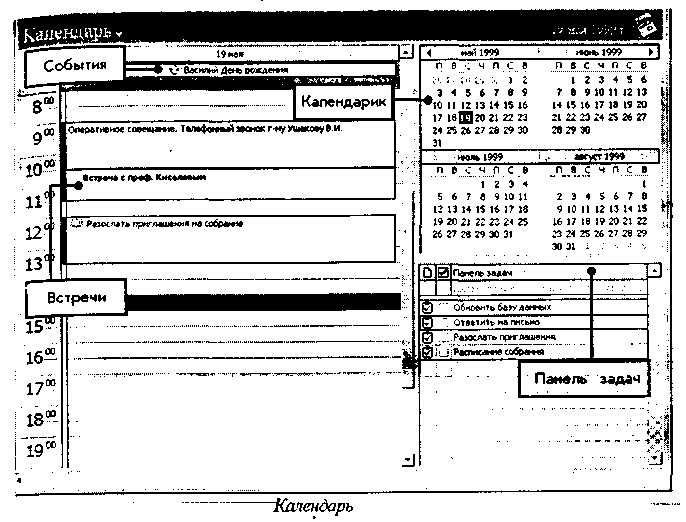 Календарь
19 мая
События
Василий День рождения
8 00
9 00
Оперативное совещание. Телефонный звонок г-ну Ушакову В.И.
10 00
Встреча с проф. Киселевым
11 00
12 00
Разослать приглашения на собрание
13 00
Встречи
15 00
16 00
17 00
18 00
19 00
Календарик
май 1999 июнь 1999
П В С Ч П С В П В С Ч П С В
1 2 1 2 3 4 5 6
3 4 5 6 7 8 9 7 8 9 10 11 12 13
10 11 12 13 14 15 16 14 15 16 17 18 19 20
17 18 19 20 21 22 23 21 22 23 24 25 26 27
24 25 26 27 28 29 30 28 29 30
31
июль 1999 август 1999
П В С Ч П С В П В С Ч П С В
1 2 3 4 1
5 6 7 8 9 10 11 2 3 4 5 6 7 8
12 13 14 15 16 17 18 9 10 11 12 13 14 15
19 20 21 22 23 24 25 16 17 18 19 20 21 22
26 27 28 29 30 31 23 24 25 26 27 28 29
30 31
Панель задач
Обновить базу данных
Ответить на письмо
Разослать приглашения
Расписание собрания
Панель задач
Календарь